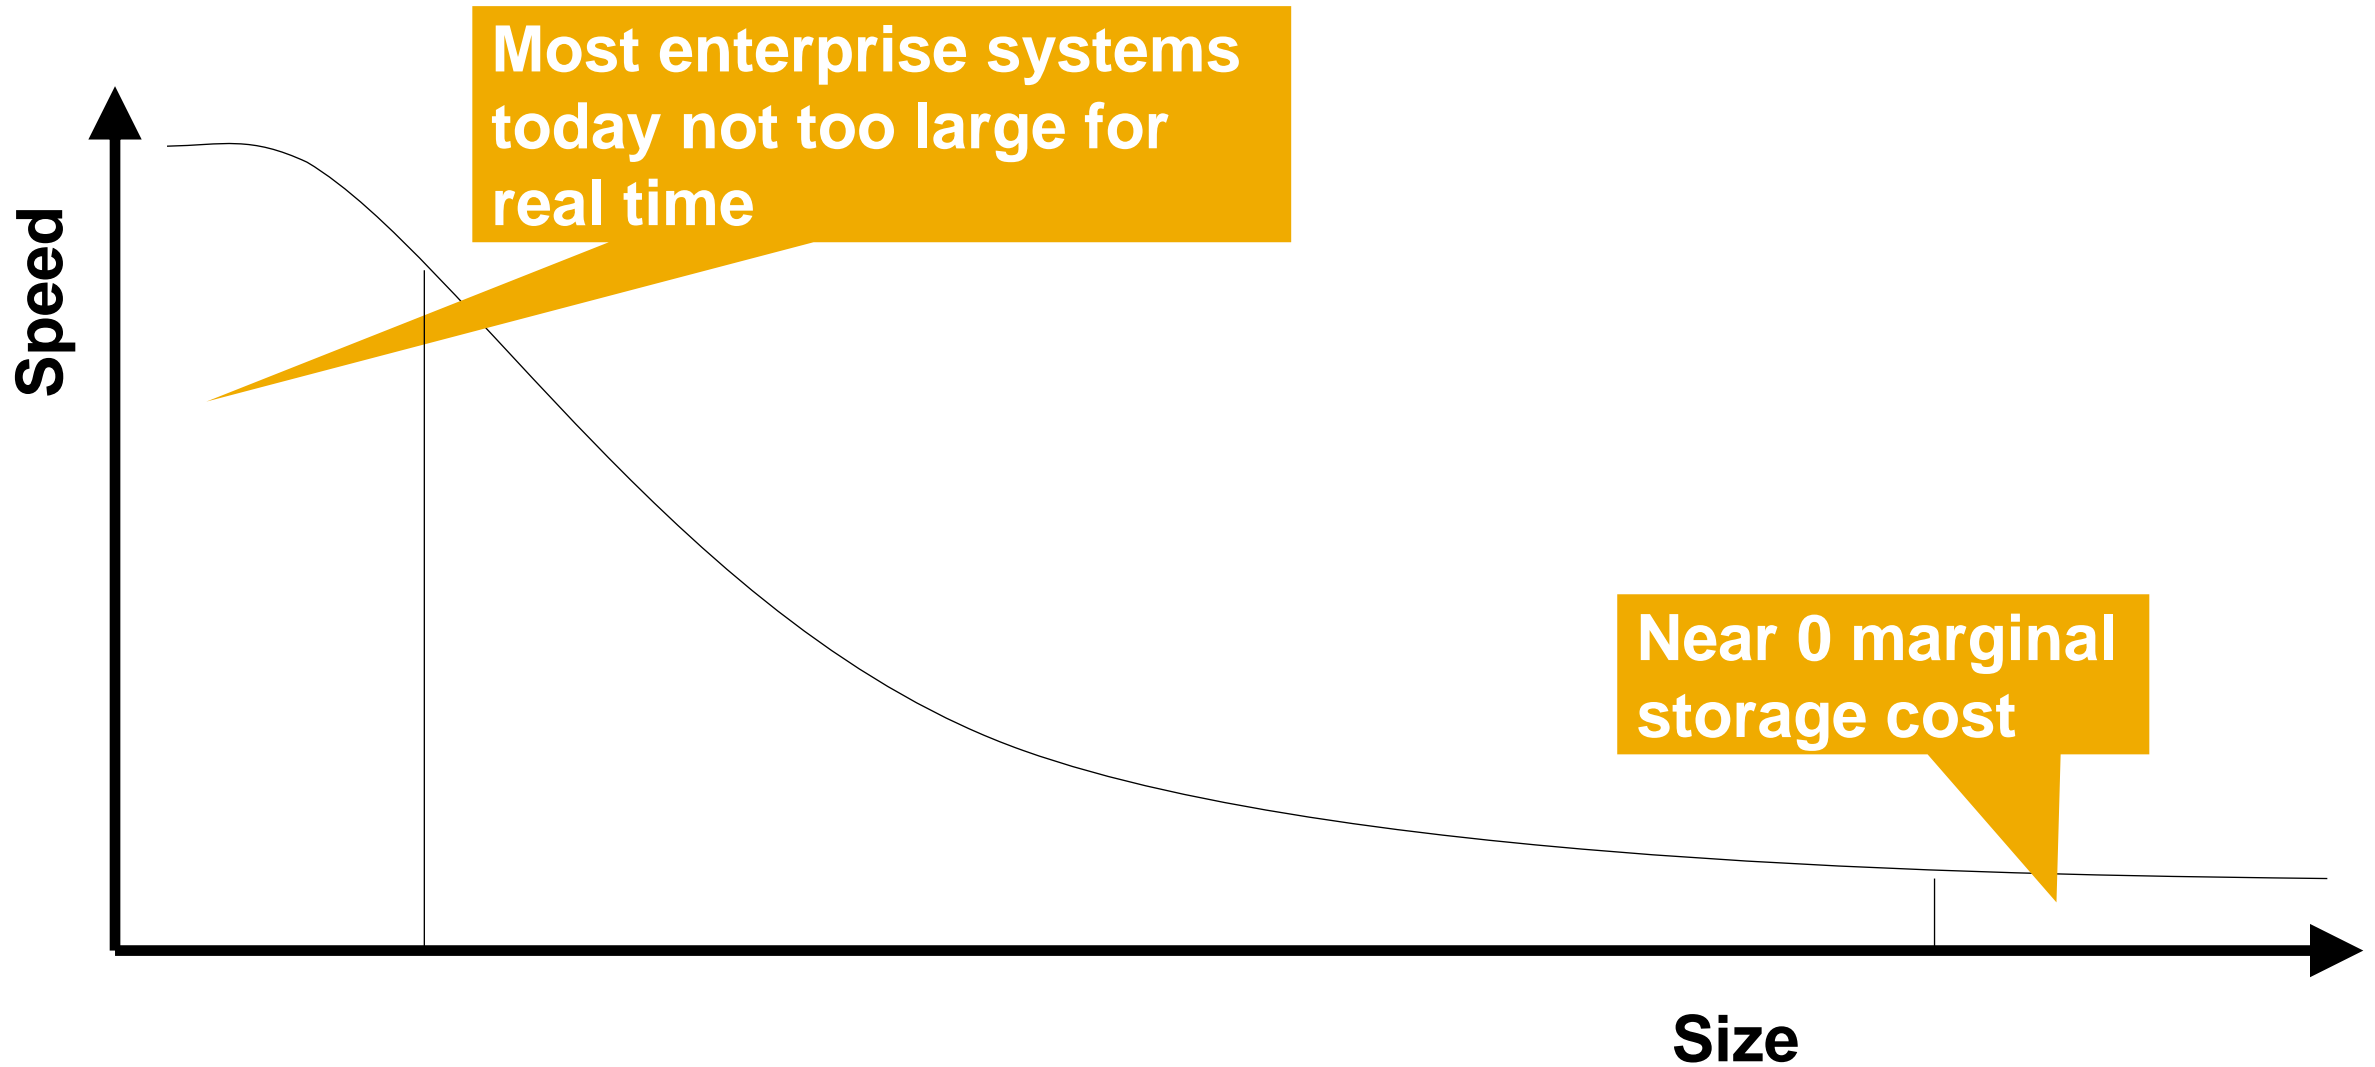 Most enterprise systems
today not too large for
real time
Speed
Near 0 marginal
storage cost
Size